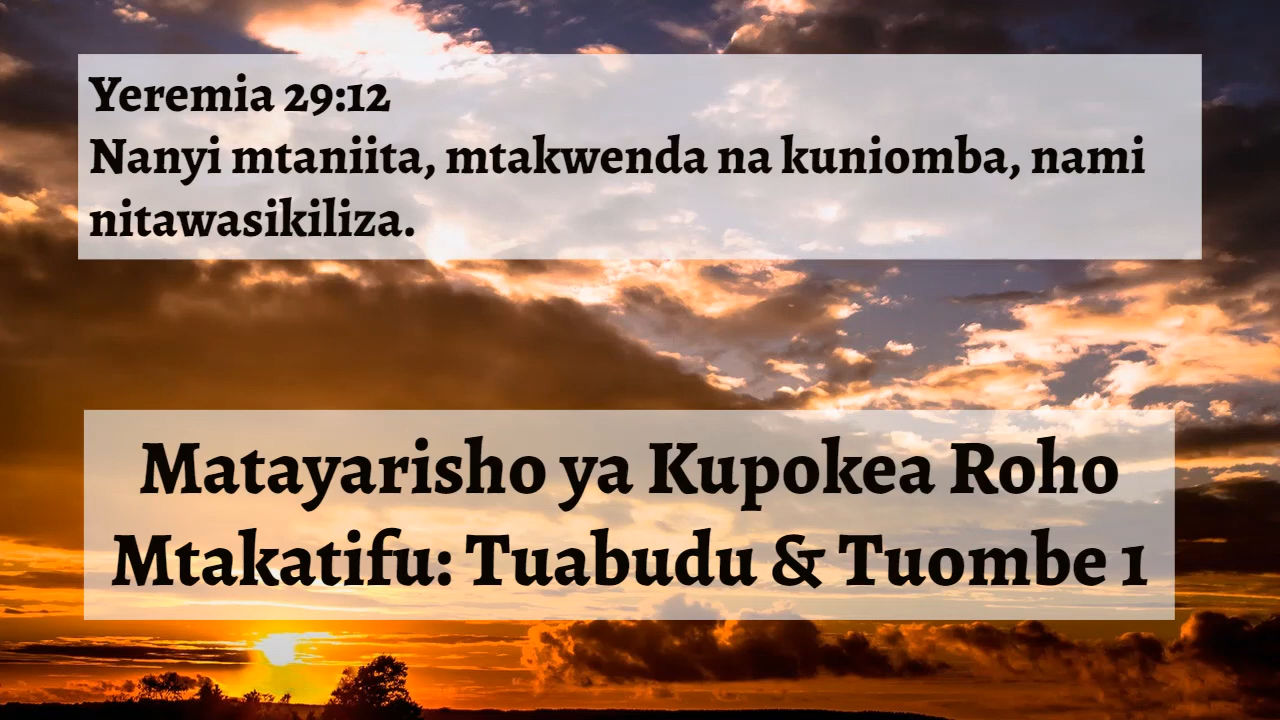 Yeremia 29:12
Nanyi mtaniita, mtakwenda na kuniomba, nami
nitawasikiliza.
Matayarisho ya Kupokea Roho
Mtakatifu: Tuabudu & Tuombe 1